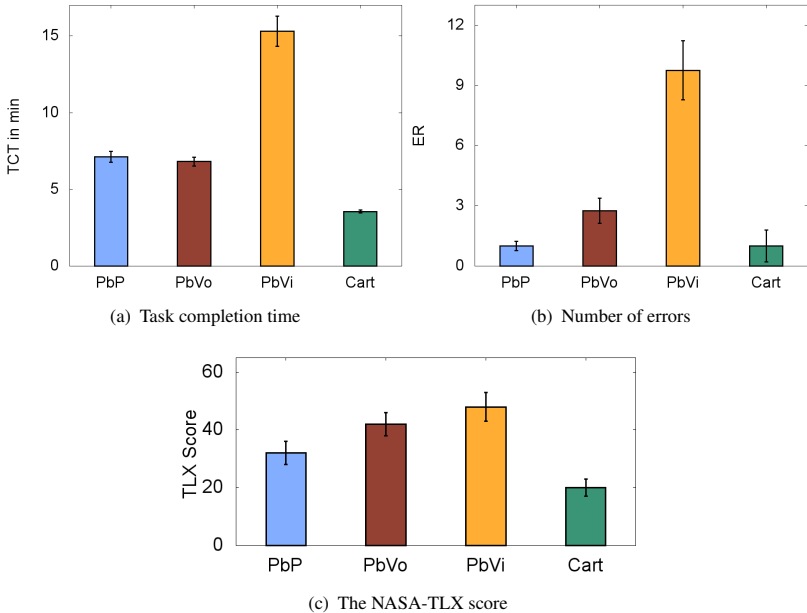 TCT in min
15
10
5
0
PbP PbVo PbVi Cart
(a) Task completion time
ER
12
9
6
3
0
PbP PbVo PbVi Cart
(b) Number of errors
TLX Score
60
40
20
0
PbP PbVo PbVi Cart
(c) The NASA-TLX score